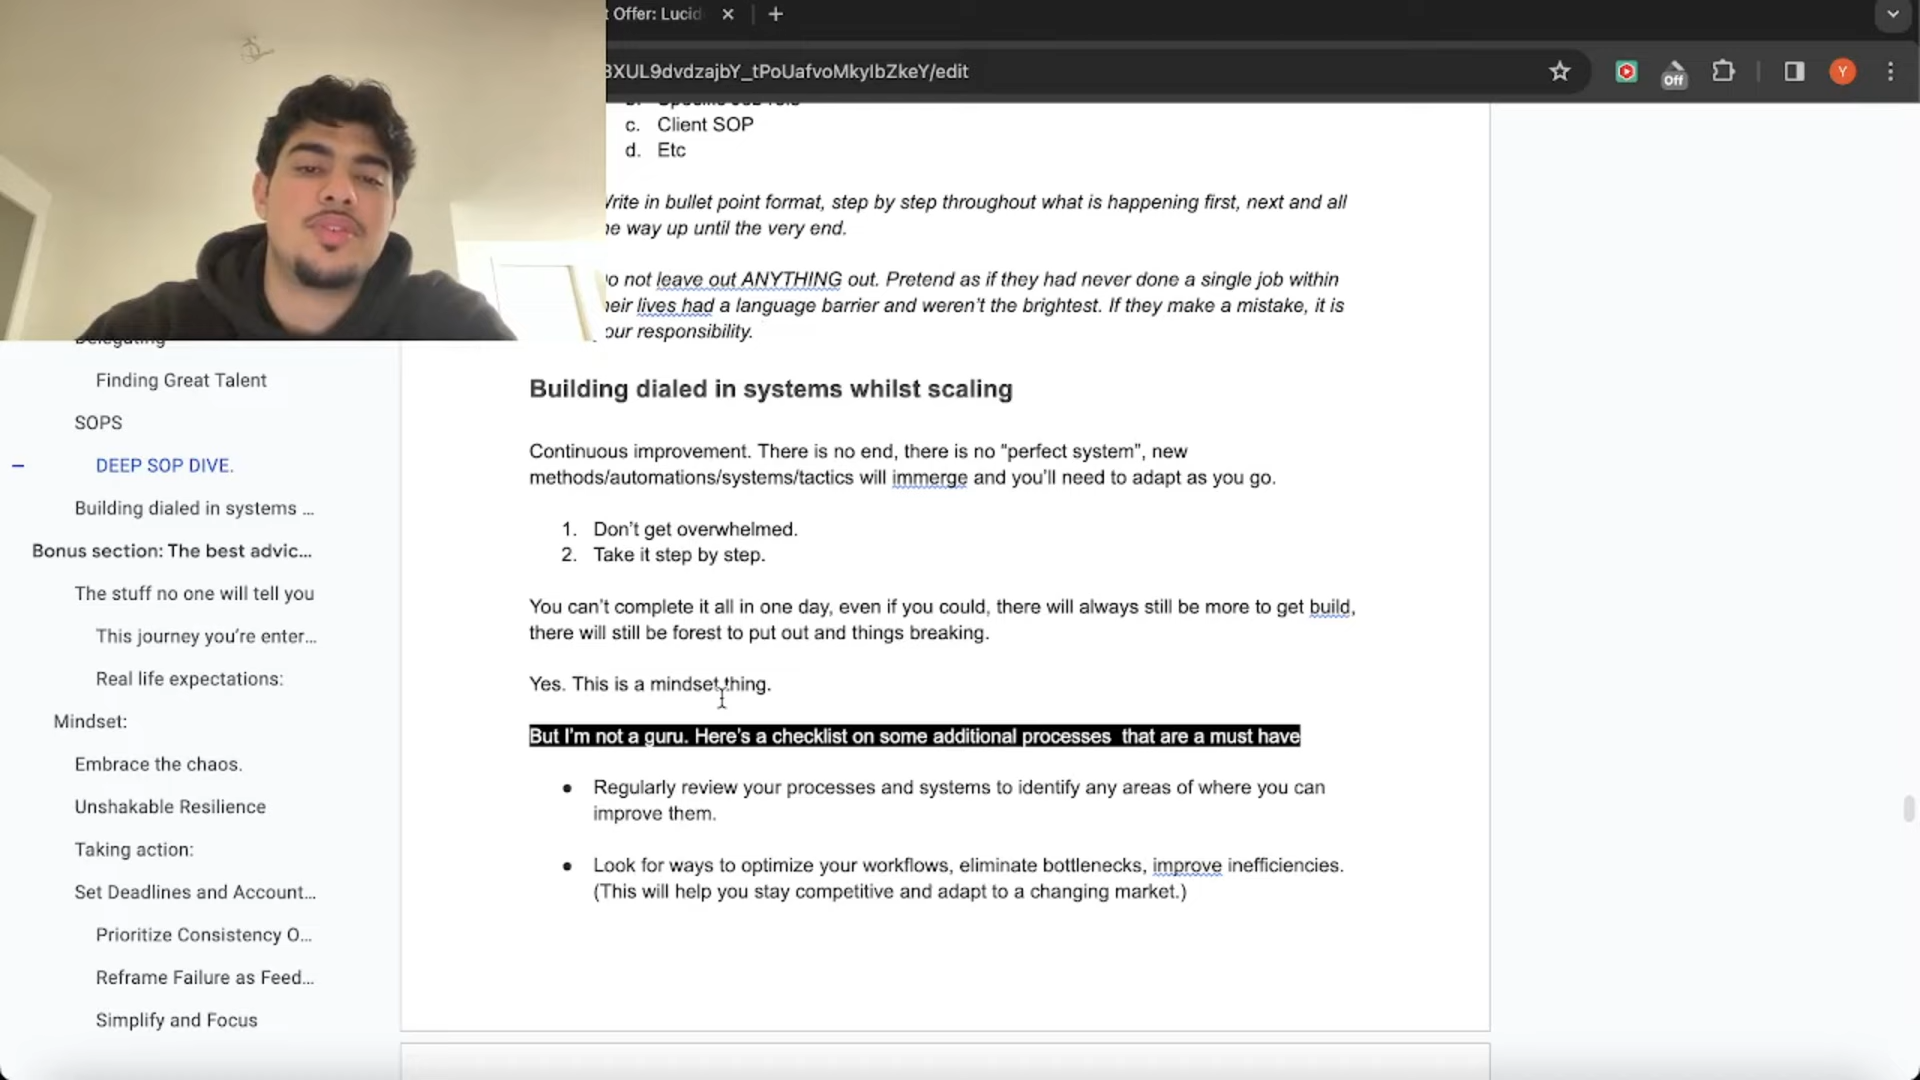 t Offer: Lucid
3XUL9dvdzajbY_tPoUafvoMkyIbZkeY/edit
Off
Y
c. Client SOP
d. Etc
rite in bullet point format, step by step throughout what is happening first, next and all
e way up until the very end.
o not leave out ANYTHING out. Pretend as if they had never done a single job within
eir lives had a language barrier and weren't the brightest. If they make a mistake, it is
our responsibility.
Delegating
Finding Great Talent
SOPS
DEEP SOP DIVE.
Building dialed in systems ...
Bonus section: The best advic...
The stuff no one will tell you
This journey you're enter...
Real life expectations:
Mindset:
Embrace the chaos.
Unshakable Resilience
Taking action:
Set Deadlines and Account...
Prioritize Consistency O...
Reframe Failure as Feed...
Simplify and Focus
Building dialed in systems whilst scaling
Continuous improvement. There is no end, there is no "perfect system", new
methods/automations/systems/tactics will immerge and you'll need to adapt as you go.
1. Don't get overwhelmed.
2. Take it step by step.
You can't complete it all in one day, even if you could, there will always still be more to get build,
there will still be forest to put out and things breaking.
Yes. This is a mindset thing.
But I'm not a guru. Here's a checklist on some additional processes  that are a must have
● Regularly review your processes and systems to identify any areas of where you can
improve them.
● Look for ways to optimize your workflows, eliminate bottlenecks, improve inefficiencies.
(This will help you stay competitive and adapt to a changing market.)